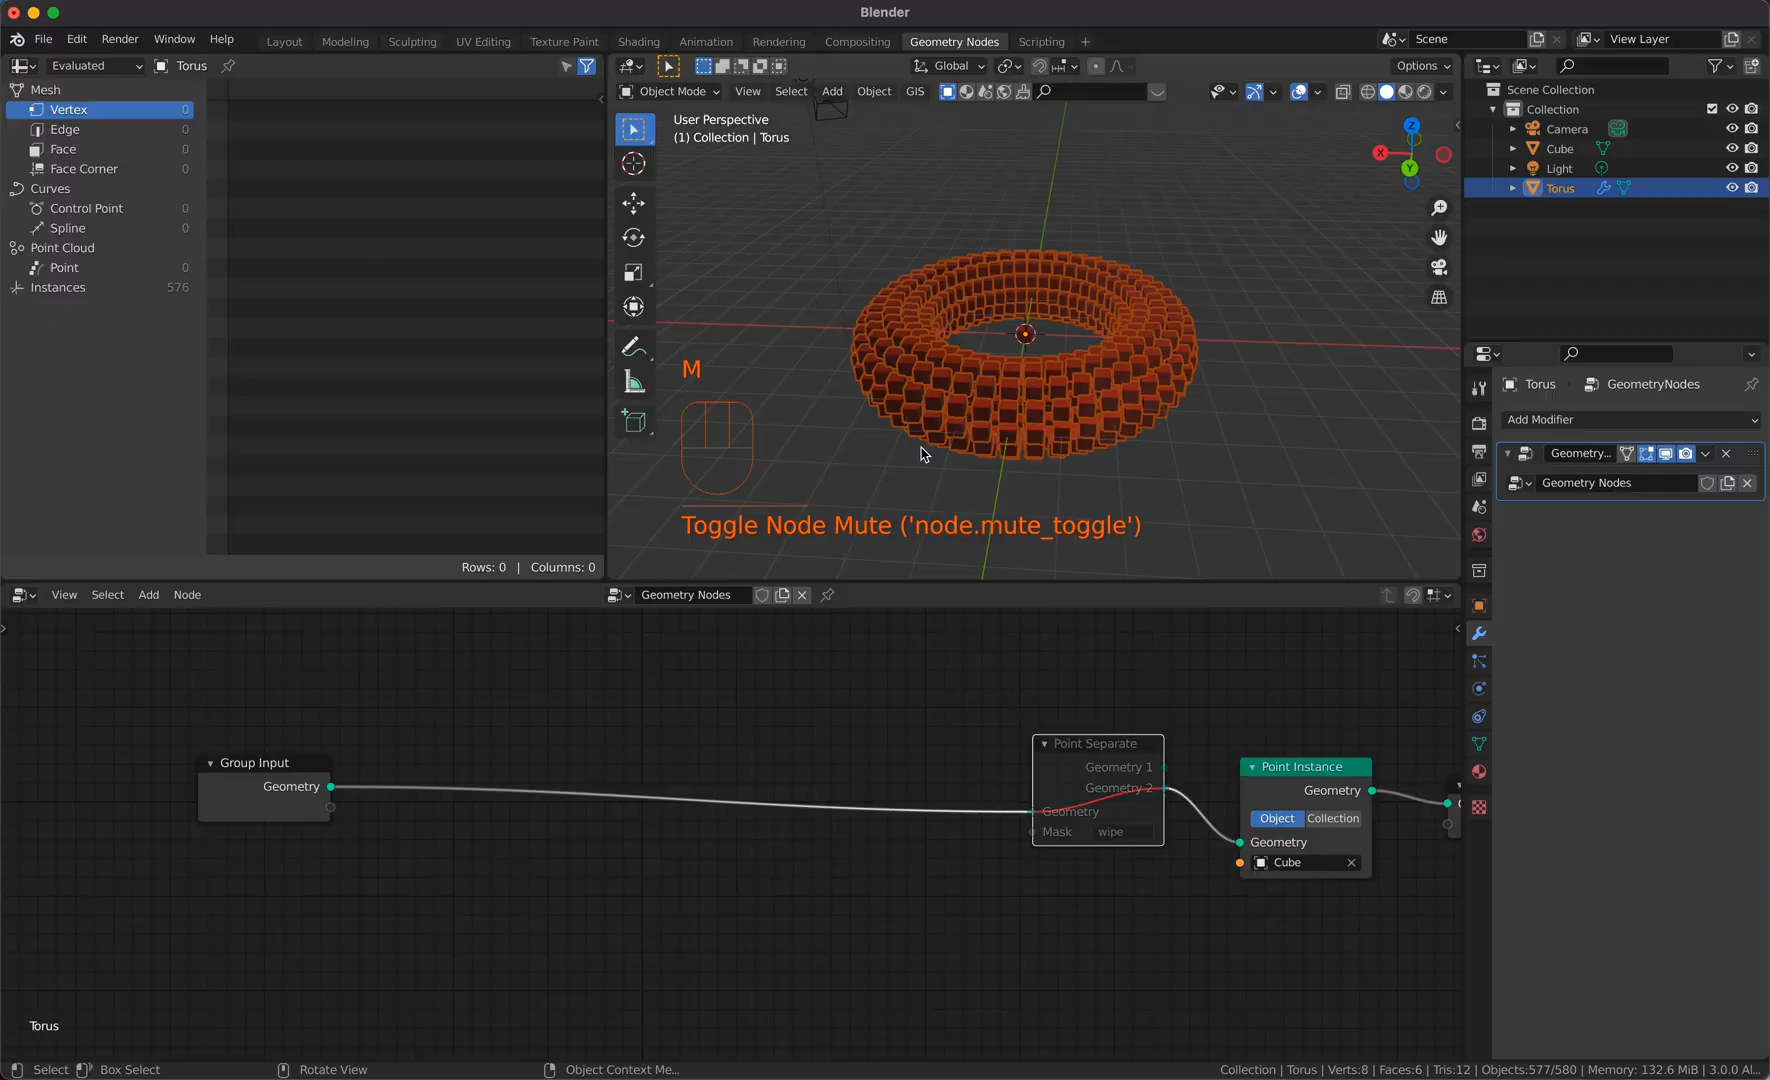 Blender
File Edit Render Window Help
Layout Modeling Sculpting UV Editing Texture Paint Shading Animation Rendering Compositing Geometry Nodes Scripting
Scene
View Layer
Evaluated
Torus
Global
Options
Object Mode View Select Add Object GIS
Mesh
Vertex 0
Edge 0
Face 0
Face Corner 0
Curves
Control Point 0
Spline 0
Point Cloud
Point 0
Instances 576
Rows: 0 | Columns: 0
User Perspective
(1) Collection | Torus
Z
X
Y
M
Toggle Node Mute ('node.mute_toggle')
Scene Collection
Collection
Camera
Cube
Light
Torus
Torus GeometryNodes
Add Modifier
Geometry...
Geometry Nodes
View Select Add Node
Geometry Nodes
Group Input
Geometry
Point Separate
Geometry 1
Geometry 2
Geometry
Mask wipe
Point Instance
Geometry
Object Collection
Geometry
Cube
Torus
Select Box Select Rotate View Object Context Me...
Collection | Torus | Verts:8 | Faces:6 | Tris:12 | Objects:577/580 | Memory: 132.6 MiB | 3.0.0 Al...